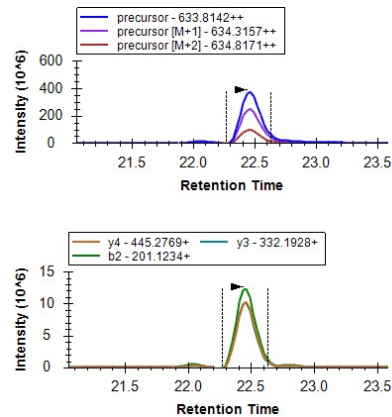 precursor - 633.8142++
precursor [M+1] - 634.3157++
precursor [M+2] - 634.8171++
Intensity (10^6)
600
400
200
0
21.5 22.0 22.5 23.0 23.5
Retention Time
y4 - 445.2769+ y3 - 332.1928+
b2 - 201.1234+
Intensity (10^6)
15
10
5
0
21.5 22.0 22.5 23.0 23.5
Retention Time